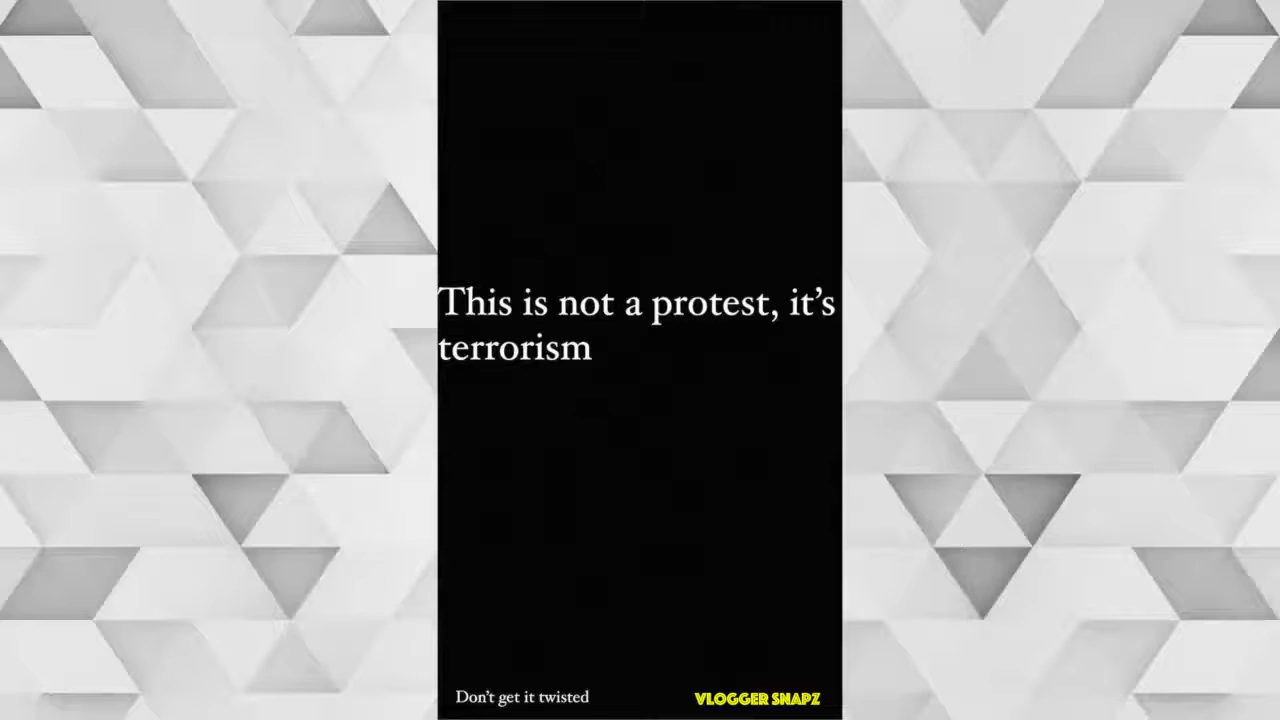 This is not a protest, it’s
terrorism
Don’t get it twisted
VLOGGER SNAPZ